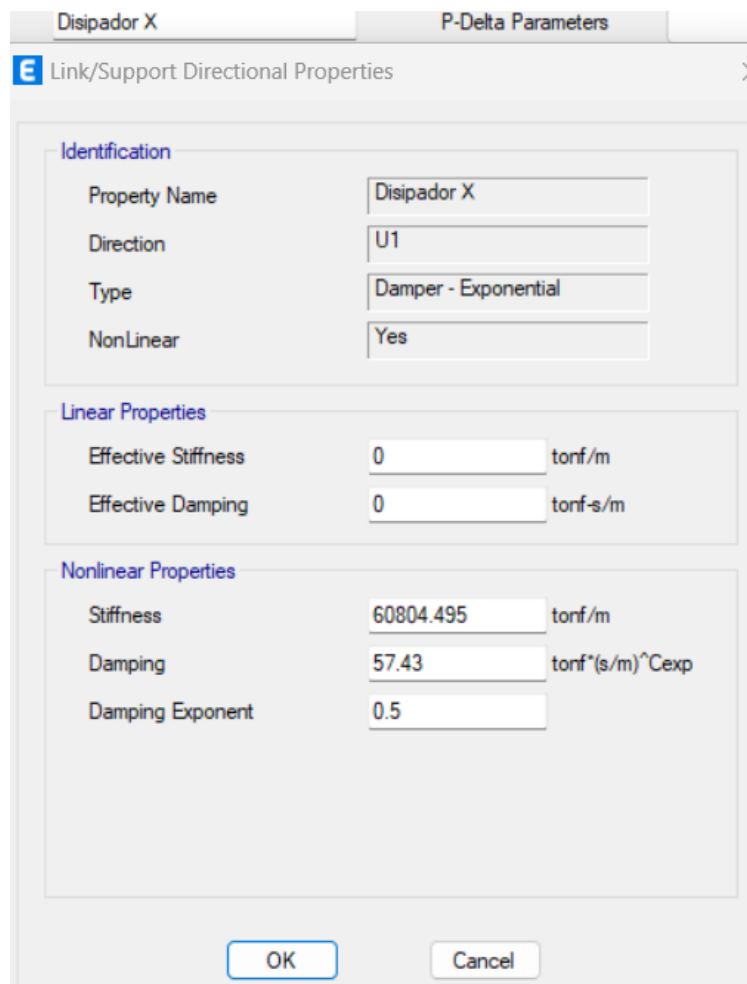 Disipador X P-Delta Parameters
E Link/Support Directional Properties
Identification
Property Name Disipador X
Direction U1
Type Damper - Exponential
NonLinear Yes
Linear Properties
Effective Stiffness 0 tonf/m
Effective Damping 0 tonf-s/m
Nonlinear Properties
Stiffness 60804.495 tonf/m
Damping 57.43 tonf*(s/m)^Cexp
Damping Exponent 0.5
OK Cancel